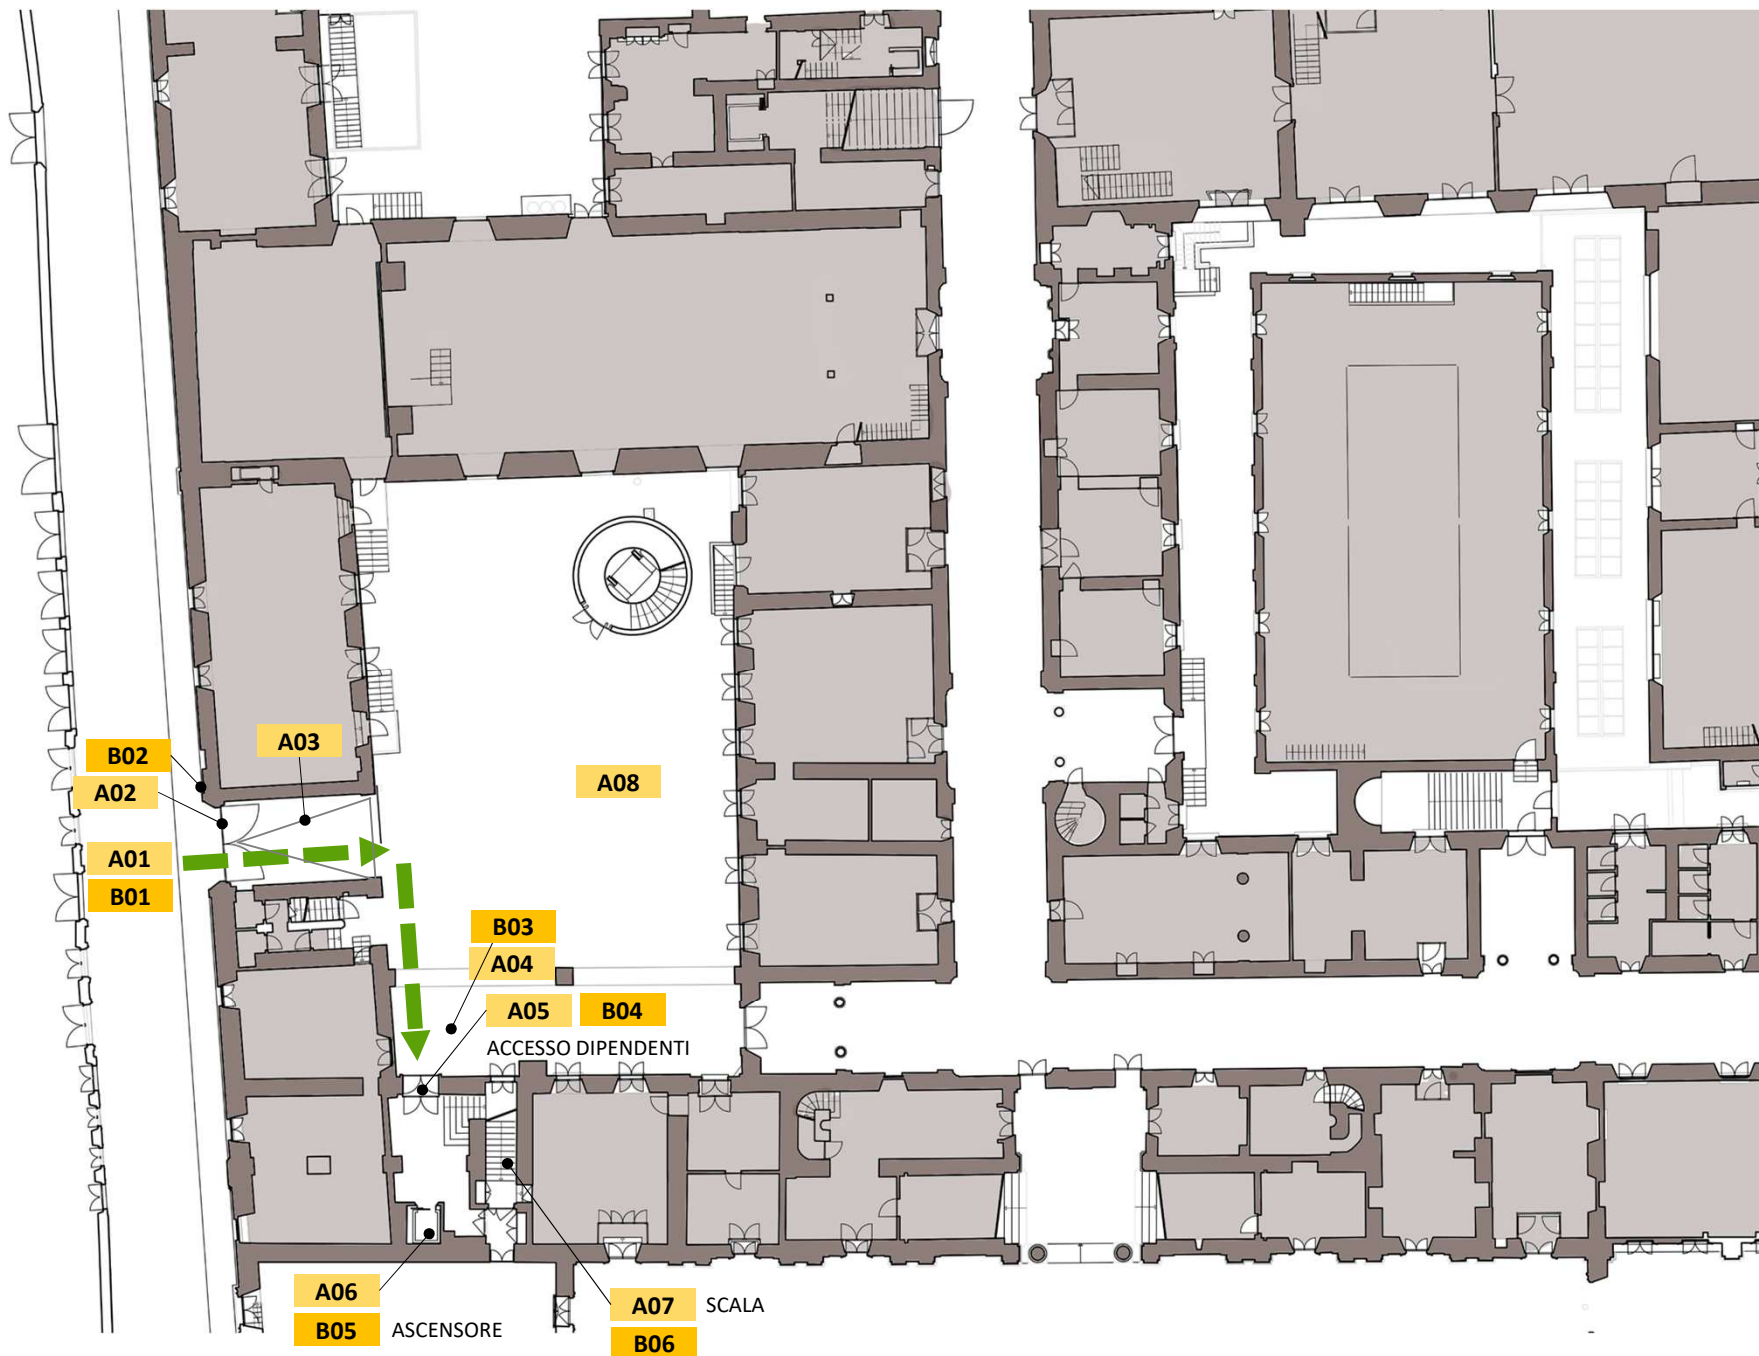 A03
B02
A02
A08
A01
B01
B03
A04
A05 B04
ACCESSO DIPENDENTI
A06
B05 ASCENSORE
A07 SCALA
B06